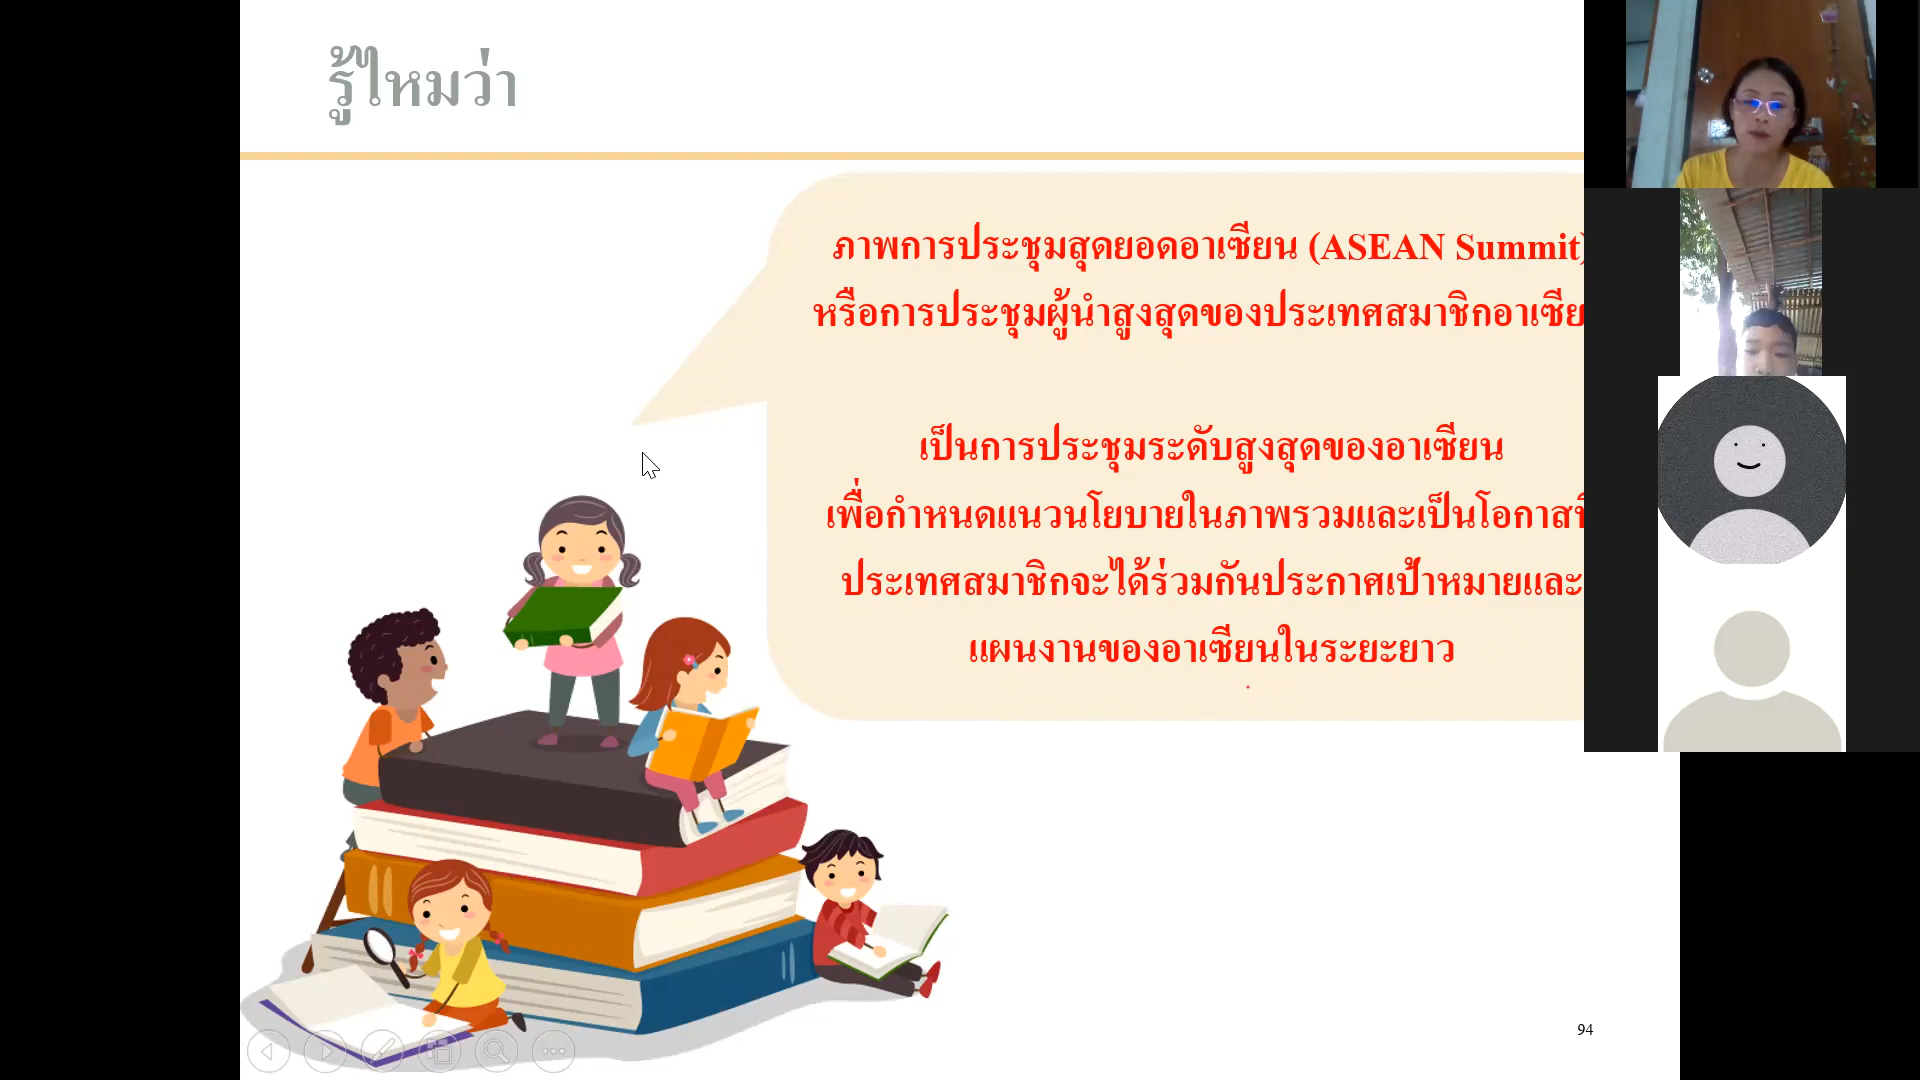 รู้ไหมว่า
ภาพการประชุมสุดยอดอาเซียน (ASEAN Summit)
หรือการประชุมผู้นำสูงสุดของประเทศสมาชิกอาเซีย
เป็นการประชุมระดับสูงสุดของอาเซียน
เพื่อกำหนดแนวนโยบายในภาพรวมและเป็นโอกาส
ประเทศสมาชิกจะได้ร่วมกันประกาศเป้าหมายและ
แผนงานของอาเซียนในระยะยาว
94